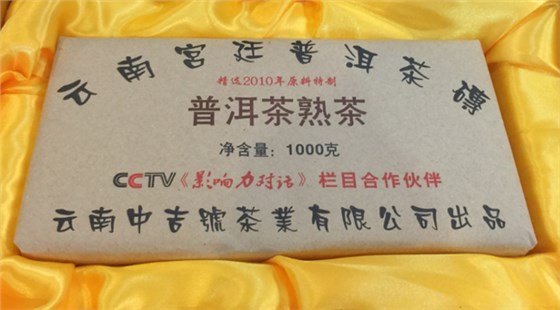 云南宫廷普洱茶磚
精选2010年原料特制
普洱茶熟茶
净含量：1000克
CCTV《影响力对话》栏目合作伙伴
云南中吉號茶業有限公司出品